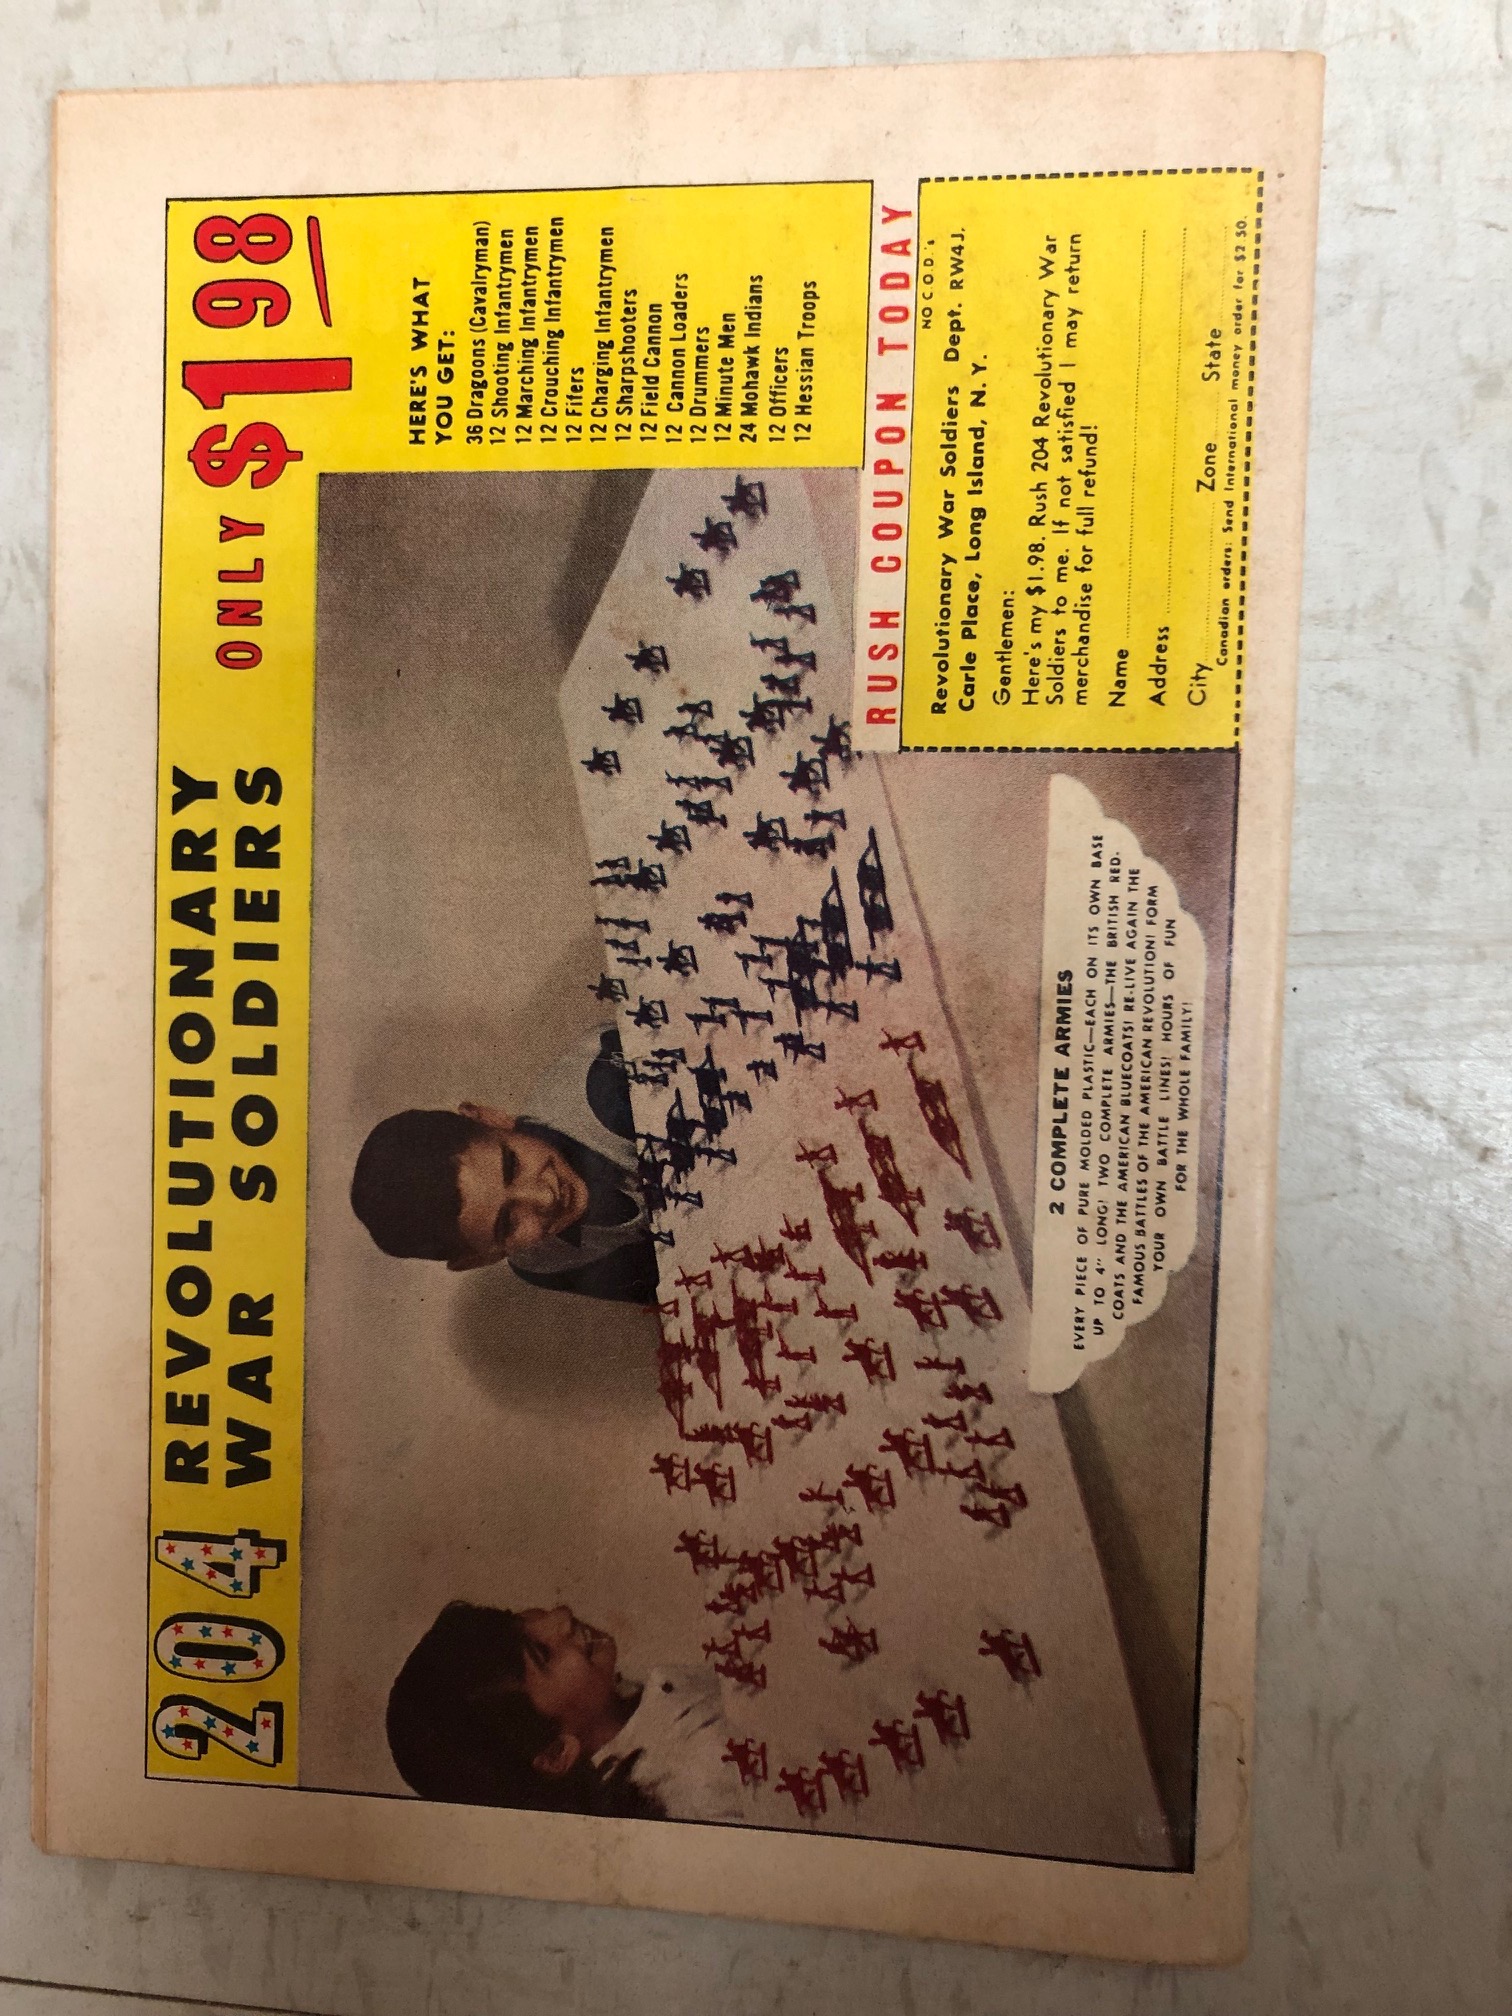 204 REVOLUTIONARY
WAR SOLDIERS
ONLY $1 98
HERE'S WHAT
YOU GET:
36 Dragoons (Cavalryman)
12 Shooting Infantrymen
12 Marching Infantrymen
12 Crouching Infantrymen
12 Fifers
12 Charging Infantrymen
12 Sharpshooters
12 Field Cannon
12 Cannon Loaders
12 Drummers
12 Minute Men
24 Mohawk Indians
12 Officers
12 Hessian Troops
RUSH COUPON TODAY
NO C.O.D.'s
Revolutionary War Soldiers Dept. RW4J.
Carle Place, Long Island, N. Y.
Gentlemen:
Here's my $1.98. Rush 204 Revolutionary War
Soldiers to me. If not satisfied I may return
merchandise for full refund!
Name
Address
City Zone State
Canadian orders: Send International money order for $2 50.
2 COMPLETE ARMIES
EVERY PIECE OF PURE MOLDED PLASTIC—EACH ON ITS OWN BASE
UP TO 4" LONG! TWO COMPLETE ARMIES—THE BRITISH RED-
COATS AND THE AMERICAN BLUECOATS! RE-LIVE AGAIN THE
FAMOUS BATTLES OF THE AMERICAN REVOLUTION! FORM
YOUR OWN BATTLE LINES! HOURS OF FUN
FOR THE WHOLE FAMILY!